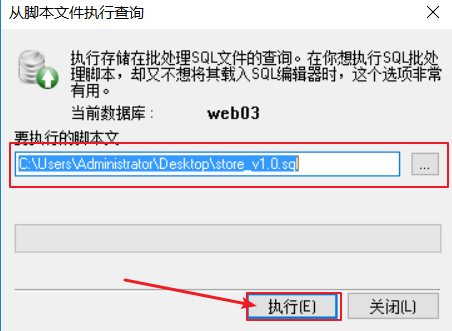 从脚本文件执行查询
执行存储在批处理SQL文件的查询。在你想执行SQL批处
理脚本,却又不想将其载入SQL编辑器时,这个选项非常
有用。
当前数据库: web03
要执行的脚本文
C:\Users\Administrator\Desktop\store_v1.0.sql
...
执行(E)
关闭(L)